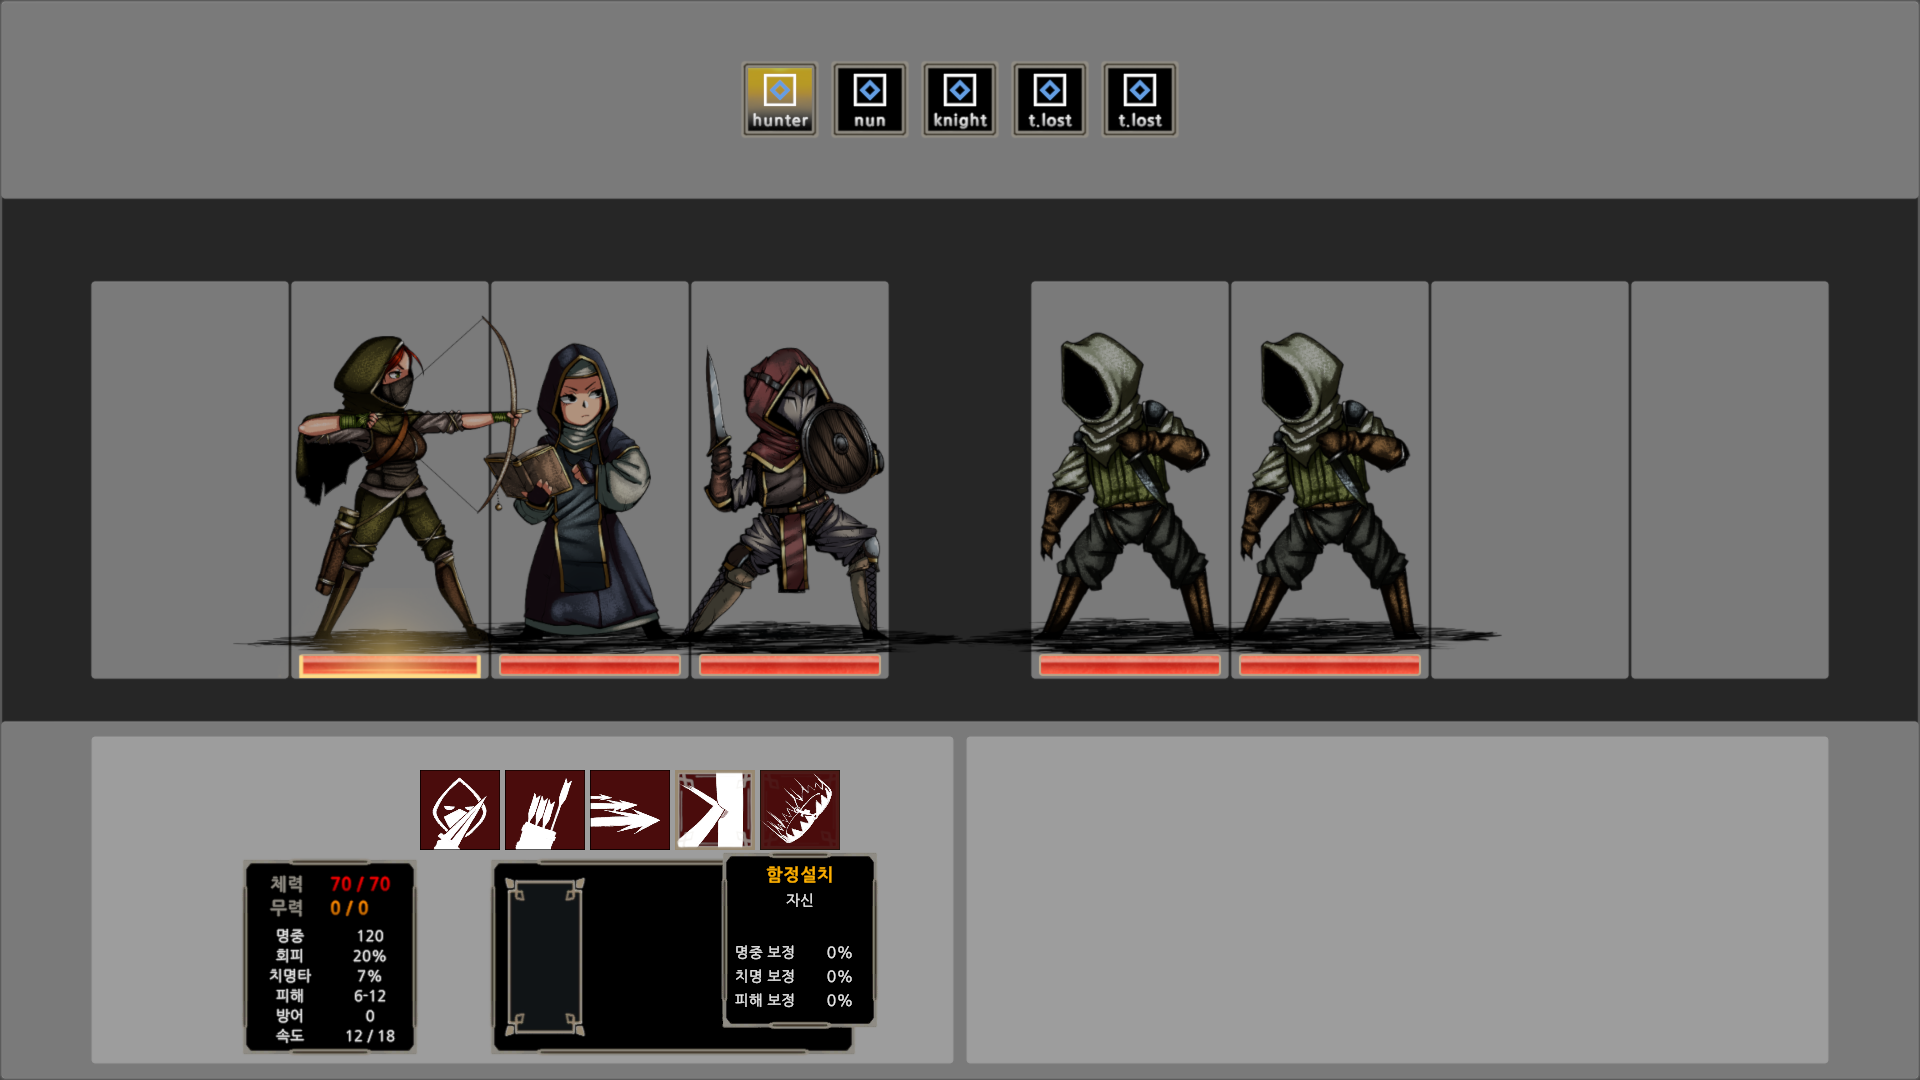 hunter
nun
knight
t.lost
t.lost
체력 70 / 70
무력 0 / 0
명중 120
회피 20%
치명타 7%
피해 6-12
방어 0
속도 12 / 18
함정설치
자신
명중 보정 0%
치명 보정 0%
피해 보정 0%